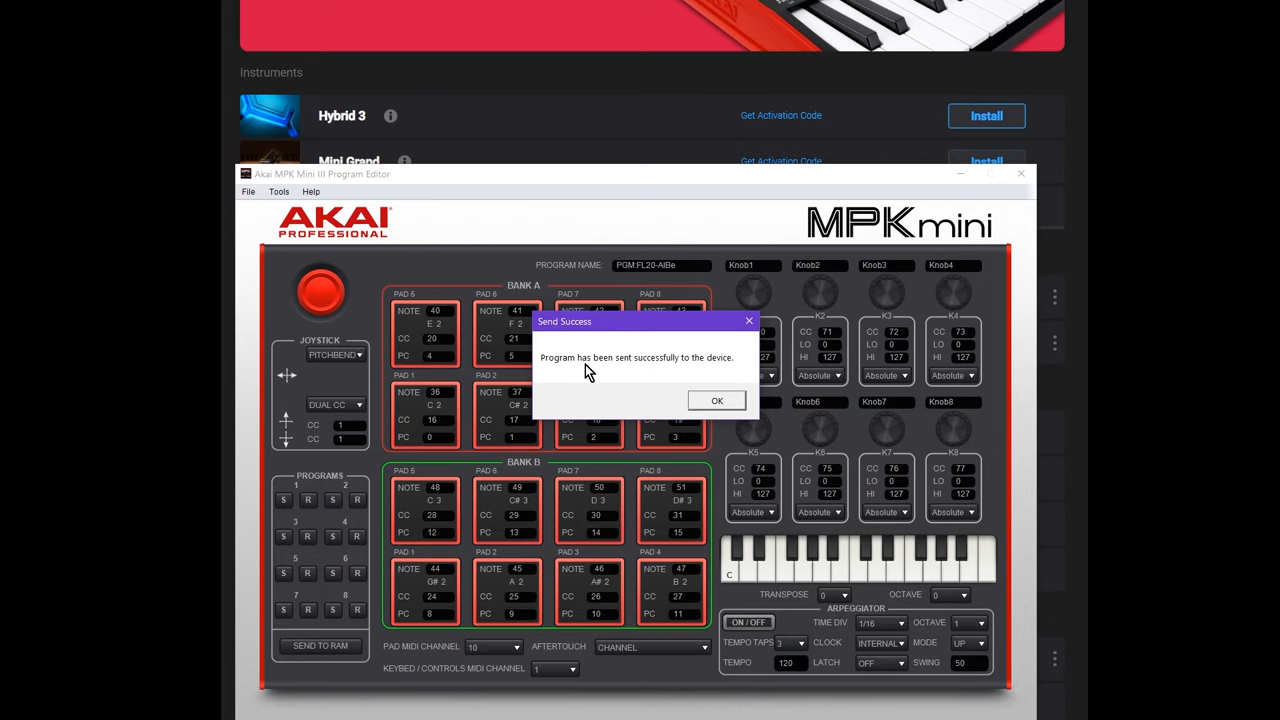 AKAI
Instruments
Hybrid 3
Get Activation Code
Install
Mini Grand
Get Activation Code
Install
Akai MPK Mini III Program Editor
File Tools Help
AKAI
PROFESSIONAL
MPKmini
PROGRAM NAME: PGM:FL20-AIBe
Knob1 Knob2 Knob3 Knob4
BANK A
PAD 5 PAD 6 PAD 7 PAD 8
NOTE 40
E 2
CC 20
PC 4
NOTE 41
F 2
CC 21
PC 5
Send Success
Program has been sent successfully to the device.
OK
K2 K3 K4
CC 71 CC 72 CC 73
LO 0 LO 0 LO 0
127 HI 127 HI 127 HI 127
Absolute Absolute Absolute
JOYSTICK
PITCHBEND
DUAL CC
CC 1
CC 1
PAD 1 PAD 2
NOTE 36
C 2
CC 16
PC 0
NOTE 37
C# 2
CC 17
PC 1
PC 2
PC 3
Knob6 Knob7 Knob8
K5 K6 K7 K8
CC 74 CC 75 CC 76 CC 77
LO 0 LO 0 LO 0 LO 0
HI 127 HI 127 HI 127 HI 127
Absolute Absolute Absolute Absolute
PROGRAMS
1 2
S R S R
3 4
S R S R
5 6
S R S R
7 8
S R S R
SEND TO RAM
BANK B
PAD 5 PAD 6 PAD 7 PAD 8
NOTE 48 NOTE 49 NOTE 50 NOTE 51
C 3 C# 3 D 3 D# 3
CC 28 CC 29 CC 30 CC 31
PC 12 PC 13 PC 14 PC 15
PAD 1 PAD 2 PAD 3 PAD 4
NOTE 44 NOTE 45 NOTE 46 NOTE 47
G# 2 A 2 A# 2 B 2
CC 24 CC 25 CC 26 CC 27
PC 8 PC 9 PC 10 PC 11
PAD MIDI CHANNEL 10 AFTERTOUCH CHANNEL
KEYBED / CONTROLS MIDI CHANNEL 1
C
TRANSPOSE 0 OCTAVE 0
ARPEGGIATOR
ON / OFF TIME DIV 1/16 OCTAVE 1
TEMPO TAPS 3 CLOCK INTERNAL MODE UP
TEMPO 120 LATCH OFF SWING 50